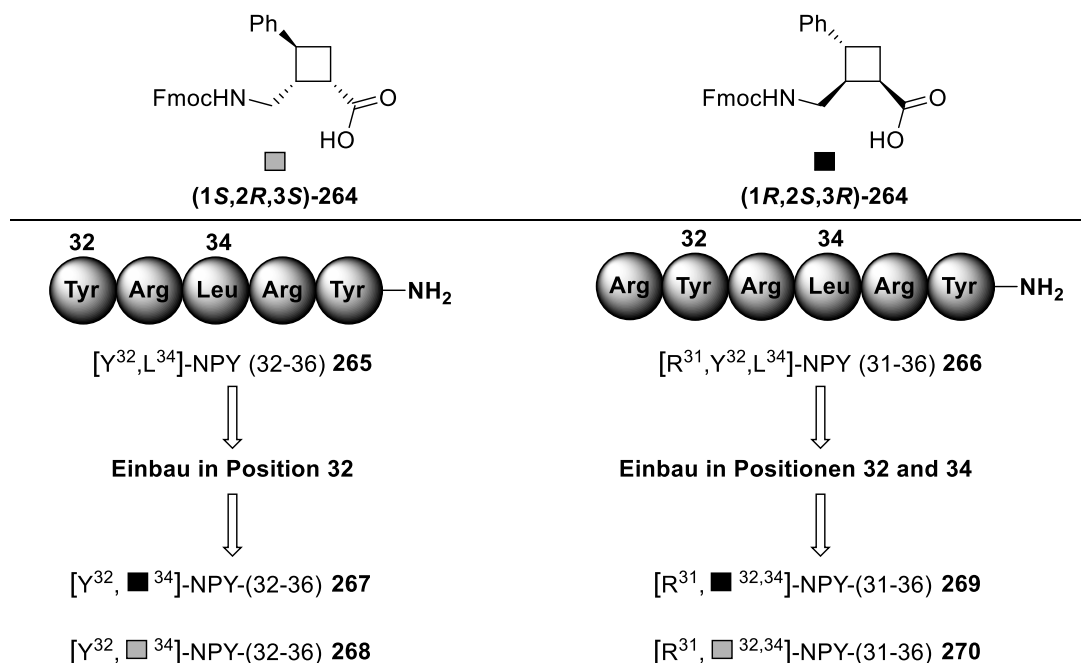 Ph
FmocHN
O
HO
(1S,2R,3S)-264
Ph
FmocHN
O
HO
(1R,2S,3R)-264
32 34
Tyr Arg Leu Arg Tyr NH2
[Y32,L34]-NPY (32-36) 265
Einbau in Position 32
[Y32, ■ 34]-NPY-(32-36) 267
[Y32, ■ 34]-NPY-(32-36) 268
32 34
Arg Tyr Arg Leu Arg Tyr NH2
[R31,Y32,L34]-NPY (31-36) 266
Einbau in Positionen 32 and 34
[R31, ■ 32,34]-NPY-(31-36) 269
[R31, ■ 32,34]-NPY-(31-36) 270